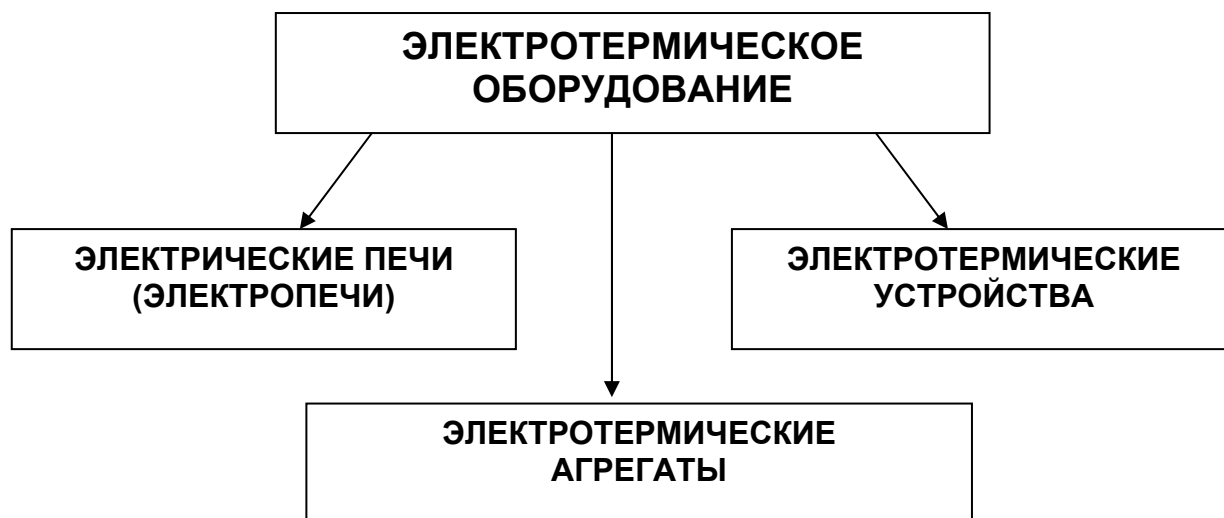 ЭЛЕКТРОТЕРМИЧЕСКОЕ
ОБОРУДОВАНИЕ
ЭЛЕКТРИЧЕСКИЕ ПЕЧИ
(ЭЛЕКТРОПЕЧИ)
ЭЛЕКТРОТЕРМИЧЕСКИЕ
УСТРОЙСТВА
ЭЛЕКТРОТЕРМИЧЕСКИЕ
АГРЕГАТЫ